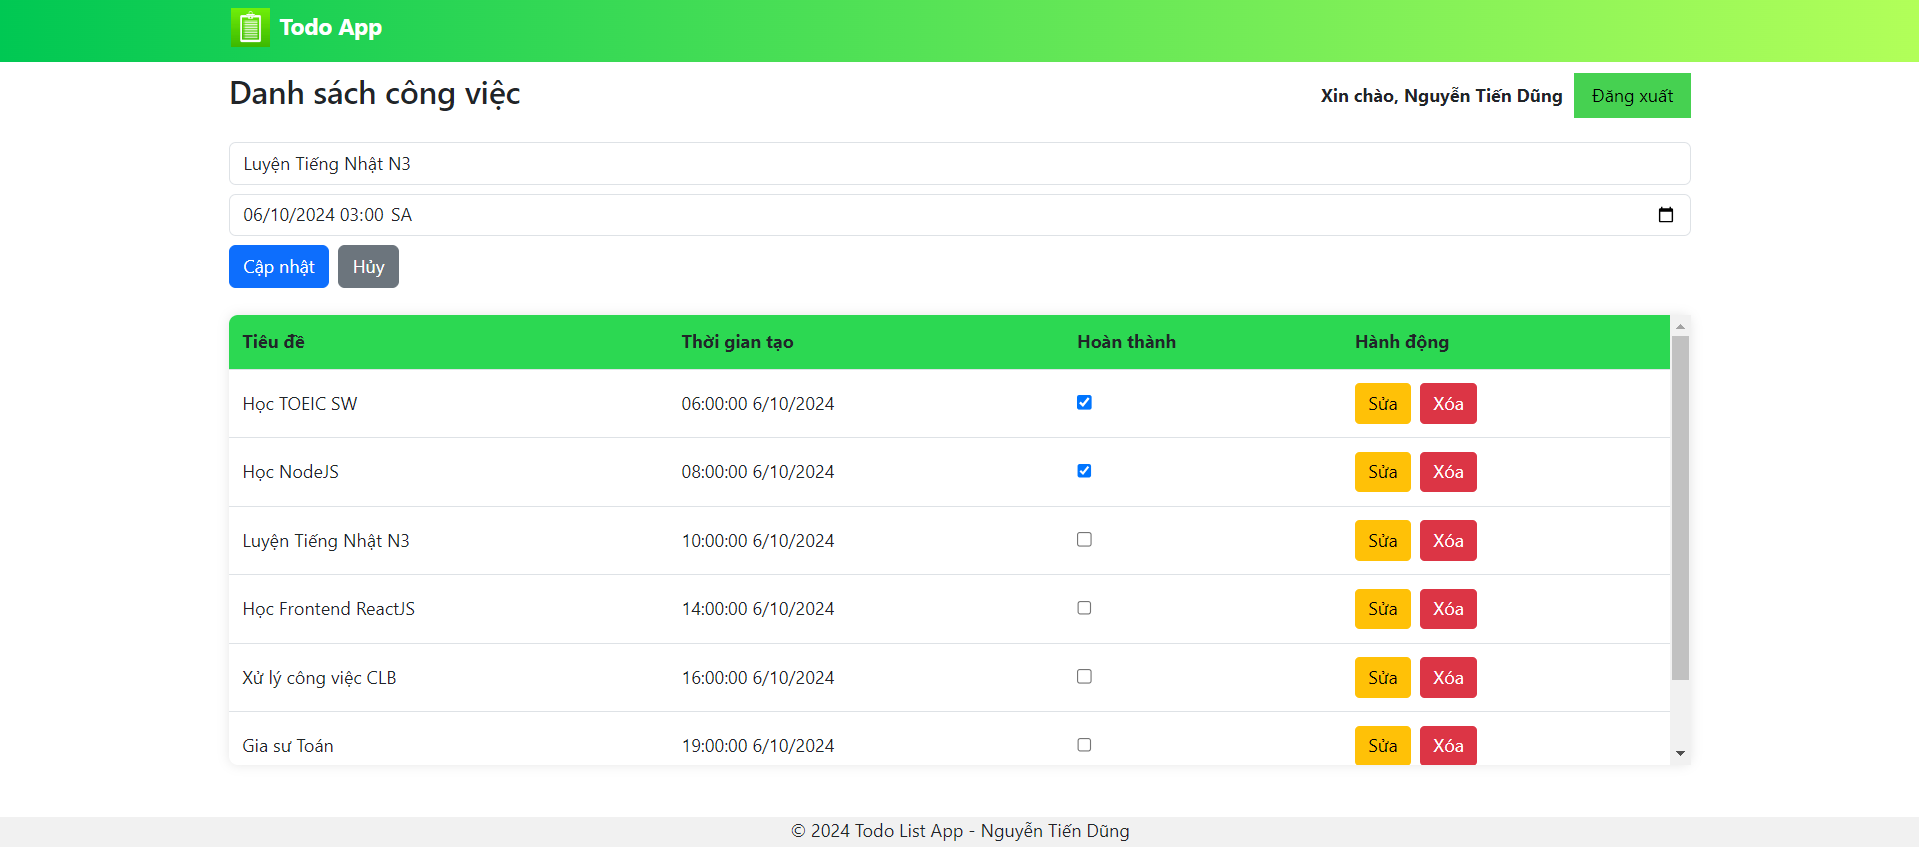 Todo App
Danh sách công việc
Xin chào, Nguyễn Tiến Dũng
Đăng xuất
Luyện Tiếng Nhật N3
06/10/2024 03:00 SA
Cập nhật Hủy
Tiêu đề Thời gian tạo Hoàn thành Hành động
Học TOEIC SW 06:00:00 6/10/2024 Sửa Xóa
Học NodeJS 08:00:00 6/10/2024 Sửa Xóa
Luyện Tiếng Nhật N3 10:00:00 6/10/2024 Sửa Xóa
Học Frontend ReactJS 14:00:00 6/10/2024 Sửa Xóa
Xử lý công việc CLB 16:00:00 6/10/2024 Sửa Xóa
Gia sư Toán 19:00:00 6/10/2024 Sửa Xóa
© 2024 Todo List App - Nguyễn Tiến Dũng